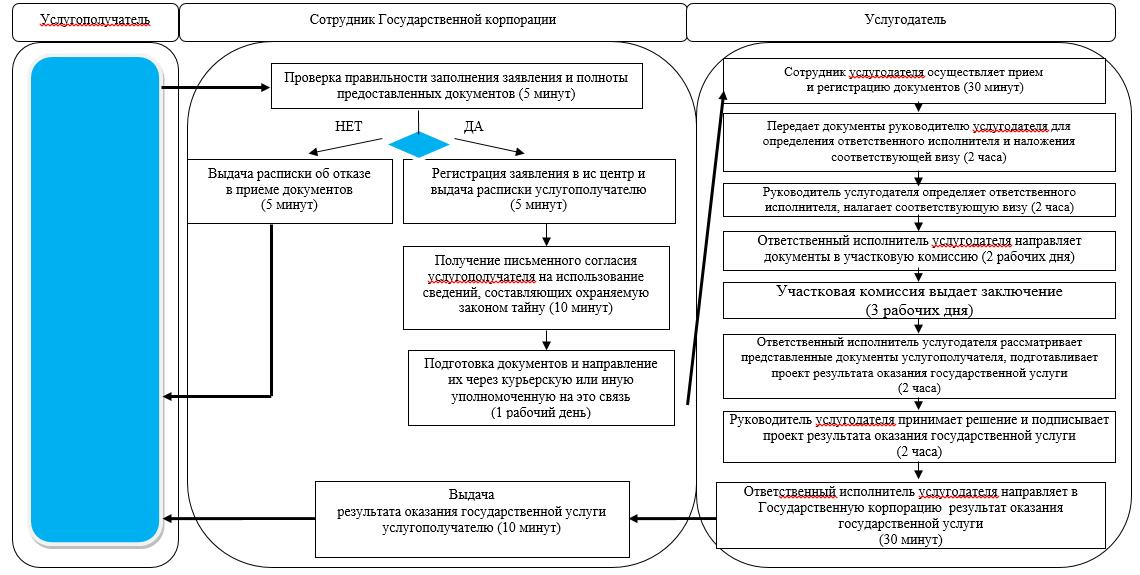 Услугополучатель
Сотрудник Государственной корпорации
Услугодатель
Проверка правильности заполнения заявления и полноты
предоставленных документов (5 минут)
НЕТ
ДА
Выдача расписки об отказе
в приеме документов
(5 минут)
Регистрация заявления в ис центр и
выдача расписки услугополучателю
(5 минут)
Получение письменного согласия
услугополучателя на использование
сведений, составляющих охраняемую
законом тайну (10 минут)
Подготовка документов и направление
их через курьерскую или иную
уполномоченную на это связь
(1 рабочий день)
Сотрудник услугодателя осуществляет прием
и регистрацию документов (30 минут)
Передает документы руководителю услугодателя для
определения ответственного исполнителя и наложения
соответствующей визу (2 часа)
Руководитель услугодателя определяет ответственного
исполнителя, налагает соответствующую визу (2 часа)
Ответственный исполнитель услугодателя направляет
документы в участковую комиссию (2 рабочих дня)
Участковая комиссия выдает заключение
(3 рабочих дня)
Ответственный исполнитель услугодателя рассматривает
представленные документы услугополучателя, подготавливает
проект результата оказания государственной услуги
(2 часа)
Руководитель услугодателя принимает решение и подписывает
проект результата оказания государственной услуги
(2 часа)
Ответственный исполнитель услугодателя направляет в
Государственную корпорацию результат оказания
государственной услуги
(30 минут)
Выдача
результата оказания государственной услуги
услугополучателю (10 минут)